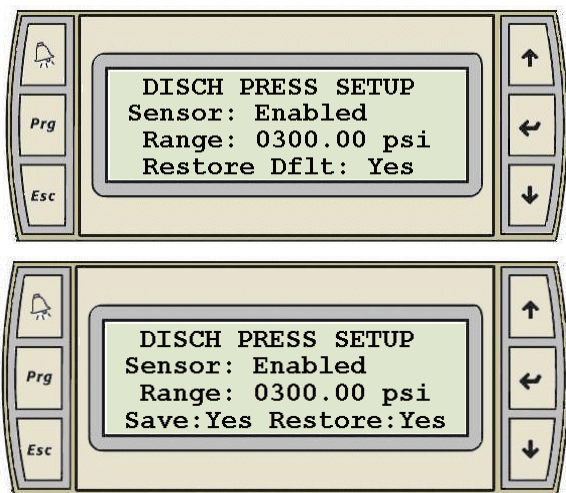 DISCH PRESS SETUP
Sensor: Enabled
Range: 0300.00 psi
Restore Dflt: Yes
Prg
Esc
DISCH PRESS SETUP
Sensor: Enabled
Range: 0300.00 psi
Save:Yes Restore:Yes
Prg
Esc